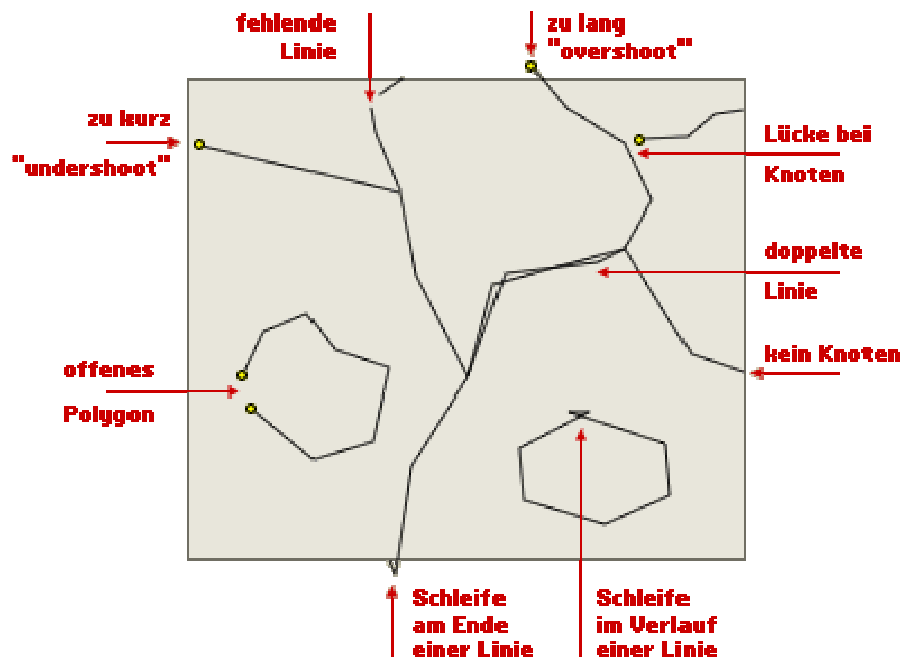 fehlende
Linie
zu lang
"overshoot"
zu kurz
"undershoot"
Lücke bei
Knoten
doppelte
Linie
kein Knoten
offenes
Polygon
Schleife
am Ende
einer Linie
Schleife
im Verlauf
einer Linie